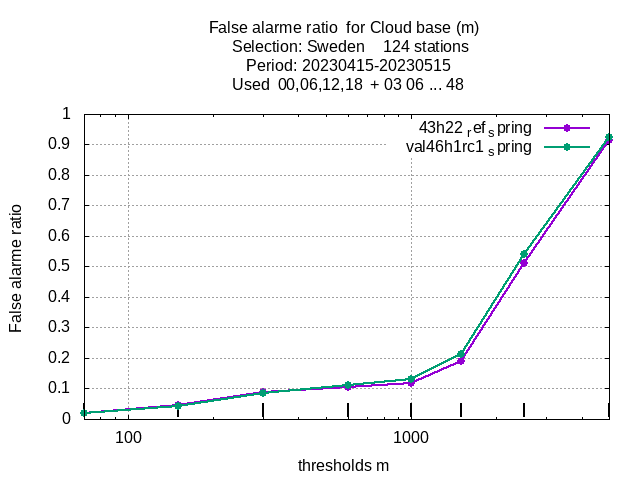 False alarme ratio  for Cloud base (m)
Selection: Sweden    124 stations
Period: 20230415-20230515
Used  00,06,12,18  + 03 06 ... 48
43h22_ref_spring
val46h1rc1_spring
1
0.9
0.8
0.7
0.6
0.5
0.4
0.3
0.2
0.1
0
False alarme ratio
100
1000
thresholds m